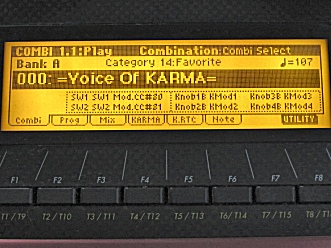 COMBI 1.1:Play Combination:Combi Select
Bank A Category 14:Favorite ♩=107
000: =Voice Of KARMA=
SW1 SW1 Mod.CC#80 Knob1B KMod1 Knob3B KMod3
SW2 SW2 Mod.CC#82 Knob2B KMod2 Knob4B KMod4
Combi Prog Mix KARMA K.RTC Note UTILITY
F1 F2 F3 F4 F5 F6 F7 F8
T1 / T9 T2 / T10 T3 / T11 T4 / T12 T5 / T13 T6 / T14 T7 / T15 T8 / T16